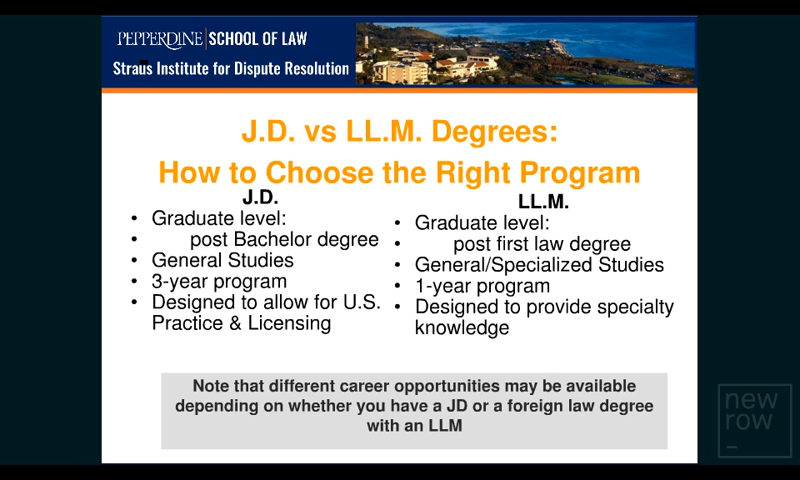 PEPPERDINE | SCHOOL OF LAW
Straus Institute for Dispute Resolution
J.D. vs LL.M. Degrees:
How to Choose the Right Program
J.D.
• Graduate level:
• post Bachelor degree
• General Studies
• 3-year program
• Designed to allow for U.S.
Practice & Licensing
LL.M.
• Graduate level:
• post first law degree
• General/Specialized Studies
• 1-year program
• Designed to provide specialty
knowledge
Note that different career opportunities may be available
depending on whether you have a JD or a foreign law degree
with an LLM
new
row